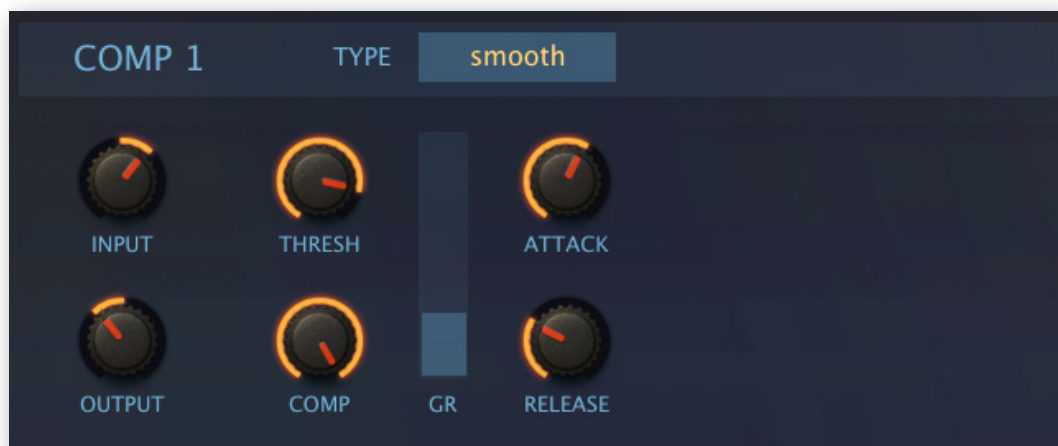 COMP 1 TYPE smooth
INPUT THRESH ATTACK
OUTPUT COMP GR RELEASE